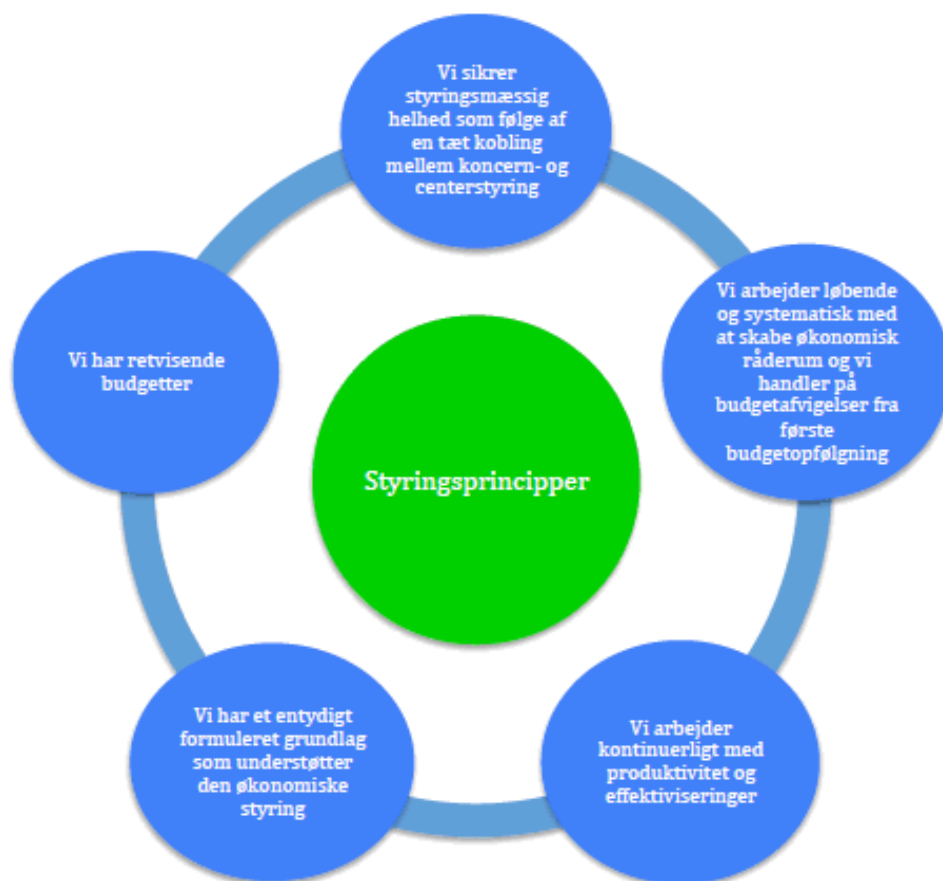 Vi sikrer
styringsmæssig
helhed som følge af
en tæt kobling
mellem koncern- og
centerstyring
Vi arbejder løbende
og systematisk med
at skabe økonomisk
råderum og vi
handler på
budgetafvigelser fra
første
budgetopfølgning
Vi arbejder
kontinuerligt med
produktivitet og
effektiviseringer
Vi har et entydigt
formuleret grundlag
som understøtter
den økonomiske
styring
Vi har retvisende
budgetter
Styringsprincipper